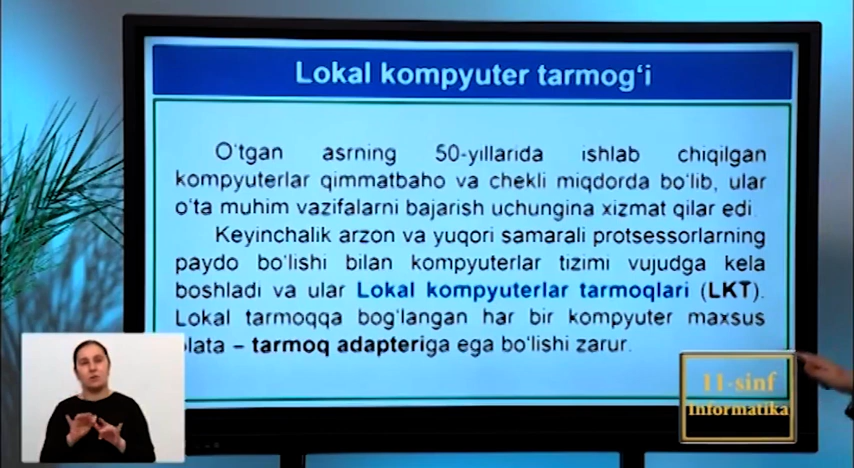 Lokal kompyuter tarmog‘i
O‘tgan asrning 50-yillarida ishlab chiqilgan
kompyuterlar qimmatbaho va chekli miqdorda bo‘lib, ular
o‘ta muhim vazifalarni bajarish uchungina xizmat qilar edi.
Keyinchalik arzon va yuqori samarali protsessorlarning
paydo bo‘lishi bilan kompyuterlar tizimi vujudga kela
boshladi va ular Lokal kompyuterlar tarmoqlari (LKT).
Lokal tarmoqqa bog‘langan har bir kompyuter maxsus
plata – tarmoq adapteriga ega bo‘lishi zarur.
11-sinf
Informatika